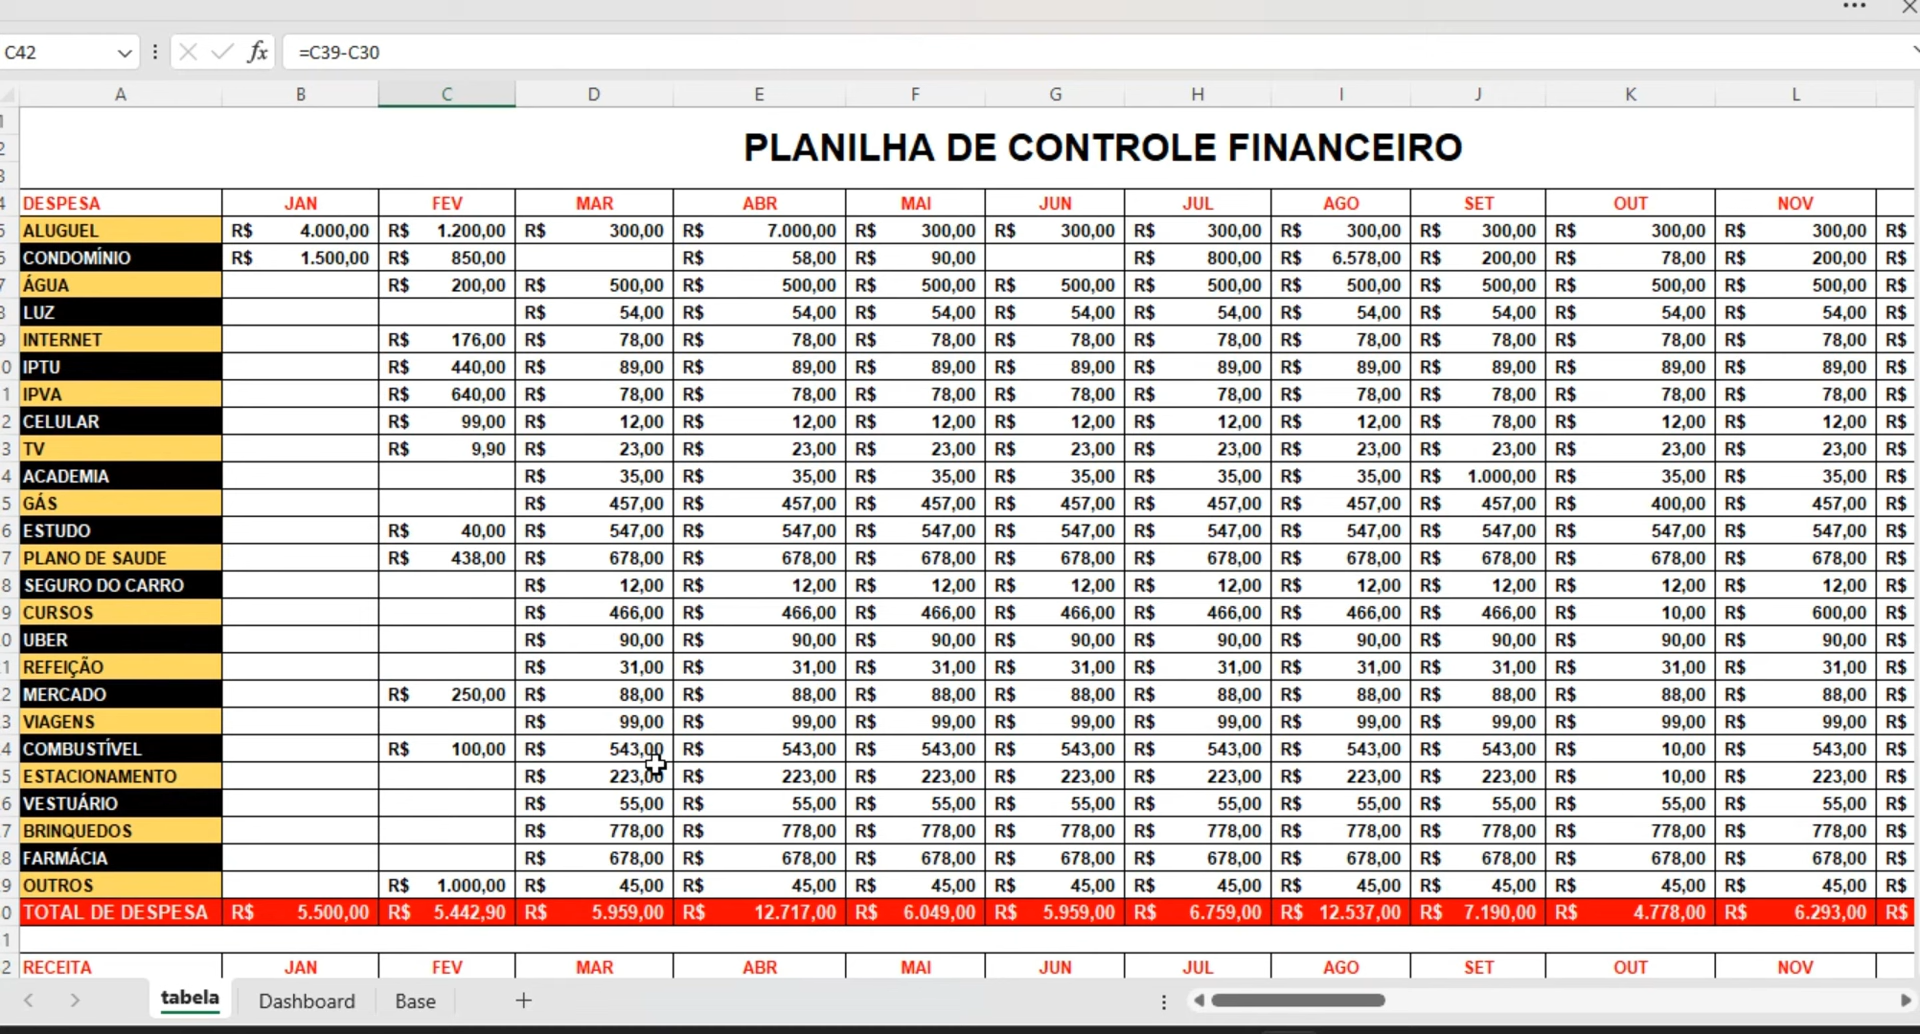 C42 fx =C39-C30
A B C D E F G H I J K L
PLANILHA DE CONTROLE FINANCEIRO
4 DESPESA JAN FEV MAR ABR MAI JUN JUL AGO SET OUT NOV
5 ALUGUEL R$ 4.000,00 R$ 1.200,00 R$ 300,00 R$ 7.000,00 R$ 300,00 R$ 300,00 R$ 300,00 R$ 300,00 R$ 300,00 R$ 300,00 R$ 300,00 R$
CONDOMÍNIO R$ 1.500,00 R$ 850,00 R$ 58,00 R$ 90,00 R$ 800,00 R$ 6.578,00 R$ 200,00 R$ 78,00 R$ 200,00 R$
7 ÁGUA R$ 200,00 R$ 500,00 R$ 500,00 R$ 500,00 R$ 500,00 R$ 500,00 R$ 500,00 R$ 500,00 R$ 500,00 R$ 500,00 R$
LUZ R$ 54,00 R$ 54,00 R$ 54,00 R$ 54,00 R$ 54,00 R$ 54,00 R$ 54,00 R$ 54,00 R$ 54,00 R$
9 INTERNET R$ 176,00 R$ 78,00 R$ 78,00 R$ 78,00 R$ 78,00 R$ 78,00 R$ 78,00 R$ 78,00 R$ 78,00 R$ 78,00 R$
0 IPTU R$ 440,00 R$ 89,00 R$ 89,00 R$ 89,00 R$ 89,00 R$ 89,00 R$ 89,00 R$ 89,00 R$ 89,00 R$ 89,00 R$
1 IPVA R$ 640,00 R$ 78,00 R$ 78,00 R$ 78,00 R$ 78,00 R$ 78,00 R$ 78,00 R$ 78,00 R$ 78,00 R$ 78,00 R$
2 CELULAR R$ 99,00 R$ 12,00 R$ 12,00 R$ 12,00 R$ 12,00 R$ 12,00 R$ 12,00 R$ 78,00 R$ 12,00 R$ 12,00 R$
3 TV R$ 9,90 R$ 23,00 R$ 23,00 R$ 23,00 R$ 23,00 R$ 23,00 R$ 23,00 R$ 23,00 R$ 23,00 R$ 23,00 R$
4 ACADEMIA R$ 35,00 R$ 35,00 R$ 35,00 R$ 35,00 R$ 35,00 R$ 35,00 R$ 1.000,00 R$ 35,00 R$ 35,00 R$
5 GÁS R$ 457,00 R$ 457,00 R$ 457,00 R$ 457,00 R$ 457,00 R$ 457,00 R$ 457,00 R$ 400,00 R$ 457,00 R$
6 ESTUDO R$ 40,00 R$ 547,00 R$ 547,00 R$ 547,00 R$ 547,00 R$ 547,00 R$ 547,00 R$ 547,00 R$ 547,00 R$ 547,00 R$
7 PLANO DE SAUDE R$ 438,00 R$ 678,00 R$ 678,00 R$ 678,00 R$ 678,00 R$ 678,00 R$ 678,00 R$ 678,00 R$ 678,00 R$ 678,00 R$
8 SEGURO DO CARRO R$ 12,00 R$ 12,00 R$ 12,00 R$ 12,00 R$ 12,00 R$ 12,00 R$ 12,00 R$ 12,00 R$ 12,00 R$
9 CURSOS R$ 466,00 R$ 466,00 R$ 466,00 R$ 466,00 R$ 466,00 R$ 466,00 R$ 466,00 R$ 10,00 R$ 600,00 R$
0 UBER R$ 90,00 R$ 90,00 R$ 90,00 R$ 90,00 R$ 90,00 R$ 90,00 R$ 90,00 R$ 90,00 R$ 90,00 R$
1 REFEIÇÃO R$ 31,00 R$ 31,00 R$ 31,00 R$ 31,00 R$ 31,00 R$ 31,00 R$ 31,00 R$ 31,00 R$ 31,00 R$
2 MERCADO R$ 250,00 R$ 88,00 R$ 88,00 R$ 88,00 R$ 88,00 R$ 88,00 R$ 88,00 R$ 88,00 R$ 88,00 R$ 88,00 R$
3 VIAGENS R$ 99,00 R$ 99,00 R$ 99,00 R$ 99,00 R$ 99,00 R$ 99,00 R$ 99,00 R$ 99,00 R$ 99,00 R$
4 COMBUSTÍVEL R$ 100,00 R$ 543,00 R$ 543,00 R$ 543,00 R$ 543,00 R$ 543,00 R$ 543,00 R$ 543,00 R$ 10,00 R$ 543,00 R$
5 ESTACIONAMENTO R$ 223,00 R$ 223,00 R$ 223,00 R$ 223,00 R$ 223,00 R$ 223,00 R$ 223,00 R$ 10,00 R$ 223,00 R$
6 VESTUÁRIO R$ 55,00 R$ 55,00 R$ 55,00 R$ 55,00 R$ 55,00 R$ 55,00 R$ 55,00 R$ 55,00 R$ 55,00 R$
7 BRINQUEDOS R$ 778,00 R$ 778,00 R$ 778,00 R$ 778,00 R$ 778,00 R$ 778,00 R$ 778,00 R$ 778,00 R$ 778,00 R$
8 FARMÁCIA R$ 678,00 R$ 678,00 R$ 678,00 R$ 678,00 R$ 678,00 R$ 678,00 R$ 678,00 R$ 678,00 R$ 678,00 R$
9 OUTROS R$ 1.000,00 R$ 45,00 R$ 45,00 R$ 45,00 R$ 45,00 R$ 45,00 R$ 45,00 R$ 45,00 R$ 45,00 R$ 45,00 R$
0 TOTAL DE DESPESA R$ 5.500,00 R$ 5.442,90 R$ 5.959,00 R$ 12.717,00 R$ 6.049,00 R$ 5.959,00 R$ 6.759,00 R$ 12.537,00 R$ 7.190,00 R$ 4.778,00 R$ 6.293,00 R$
1
2 RECEITA JAN FEV MAR ABR MAI JUN JUL AGO SET OUT NOV
tabela Dashboard Base +